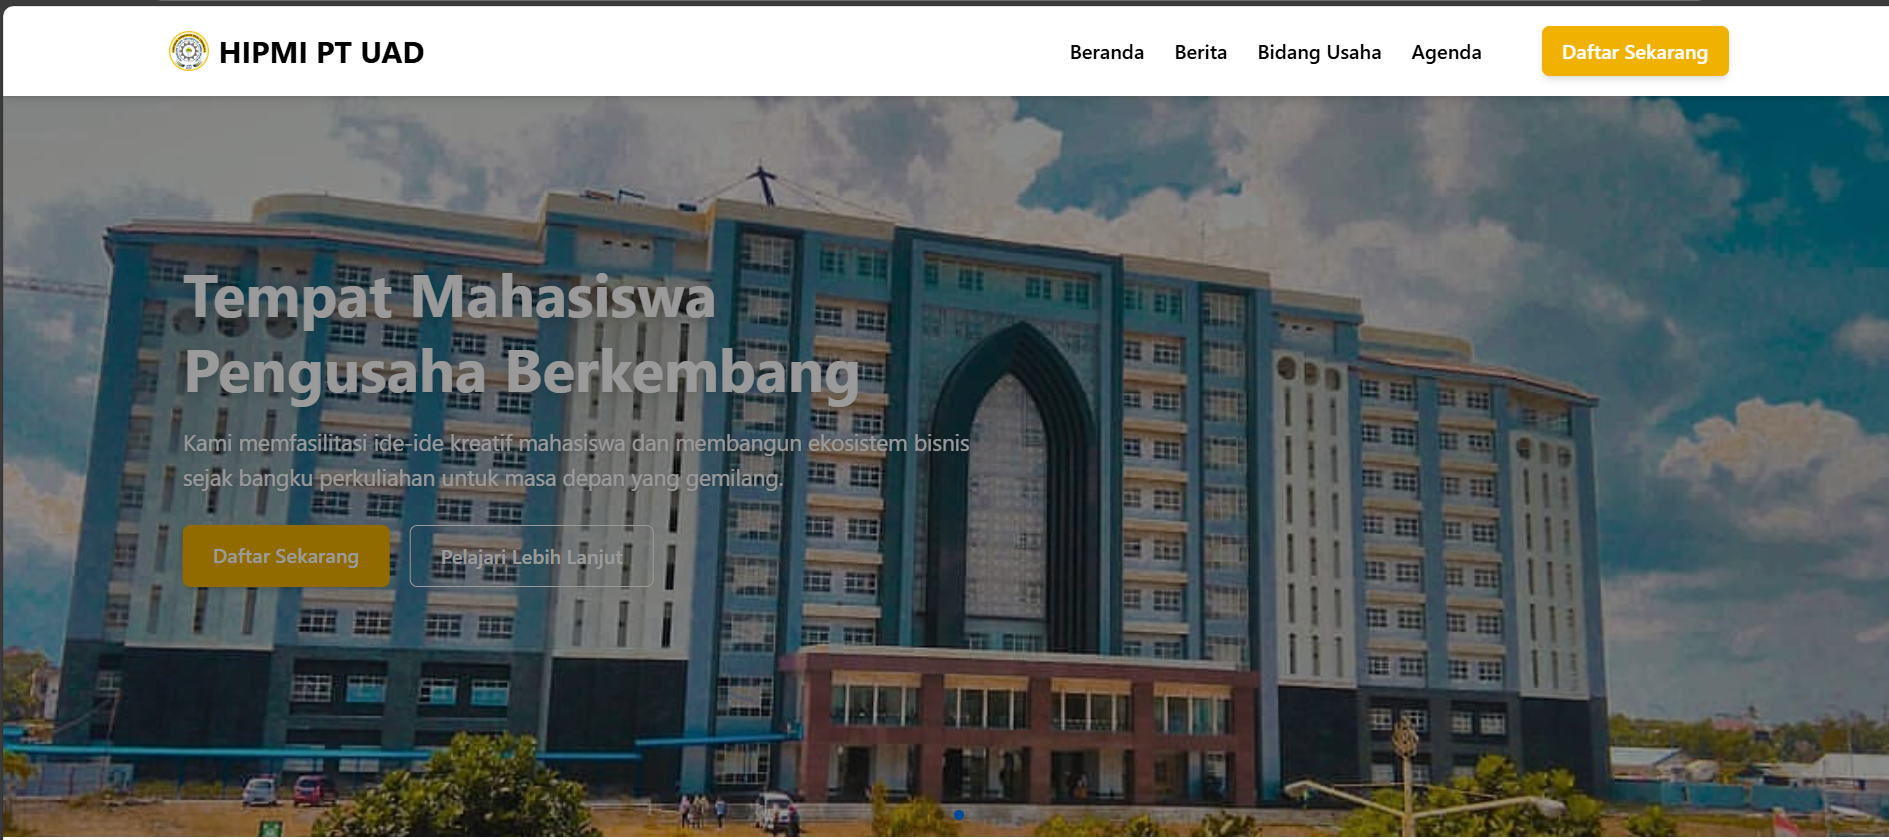 HIPMI PT UAD
Beranda
Berita
Bidang Usaha
Agenda
Daftar Sekarang
Tempat Mahasiswa
Pengusaha Berkembang
Kami memfasilitasi ide-ide kreatif mahasiswa dan membangun ekosistem bisnis
sejak bangku perkuliahan untuk masa depan yang gemilang.
Daftar Sekarang
Pelajari Lebih Lanjut